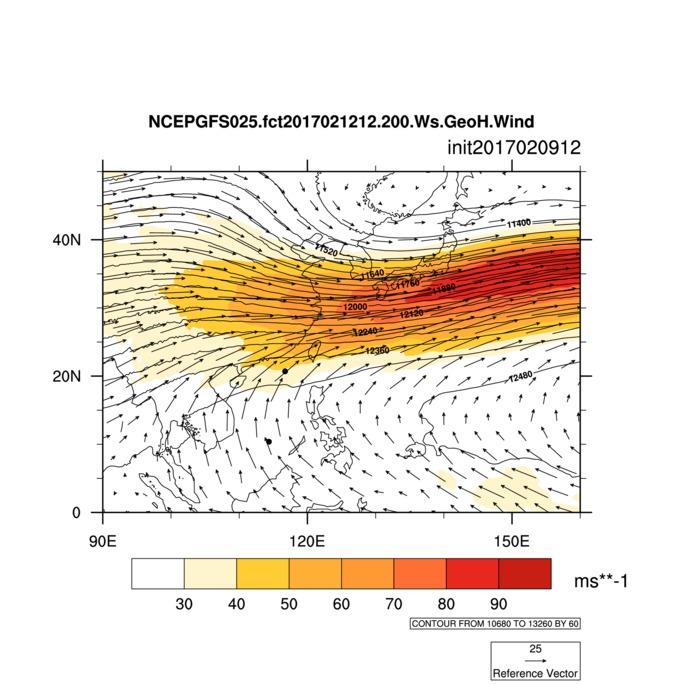 NCEPGFS025.fct2017021212.200.Ws.GeoH.Wind
init2017020912
11400
40N
11520
11640
11760
11880
12000
12120
12240
12360
20N
12480
0
90E 120E 150E
30 40 50 60 70 80 90
ms**-1
CONTOUR FROM 10680 TO 13260 BY 60
25
Reference Vector